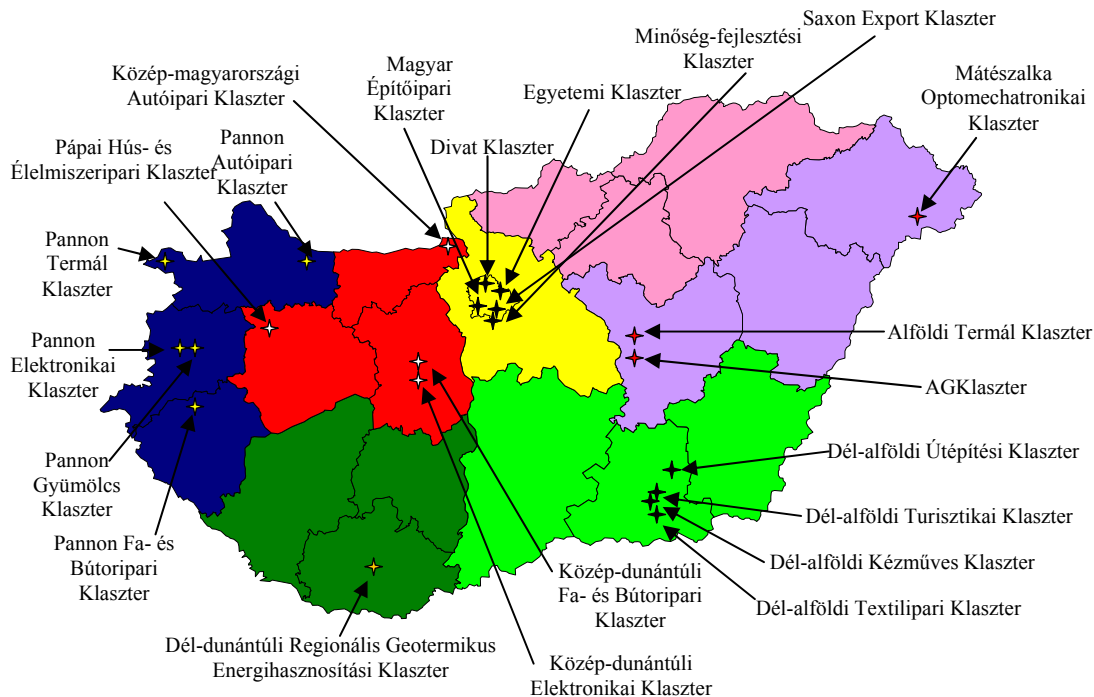 Saxon Export Klaszter
Minőség-fejlesztési
Klaszter
Magyar
Építőipari
Klaszter
Közép-magyarországi
Autóipari Klaszter
Egyetemi Klaszter
Mátészalka
Optomechatronikai
Klaszter
Divat Klaszter
Pannon
Autóipari
Klaszter
Pápai Hús- és
Élelmiszeripari Klaszter
Pannon
Termál
Klaszter
Pannon
Elektronikai
Klaszter
Alföldi Termál Klaszter
AGKlaszter
Pannon
Gyümölcs
Klaszter
Dél-alföldi Útépítési Klaszter
Dél-alföldi Turisztikai Klaszter
Pannon Fa- és
Bútoripari
Klaszter
Dél-alföldi Kézműves Klaszter
Közép-dunántúli
Fa- és Bútoripari
Klaszter
Dél-alföldi Textilipari Klaszter
Dél-dunántúli Regionális Geotermikus
Energihasznosítási Klaszter
Közép-dunántúli
Elektronikai Klaszter